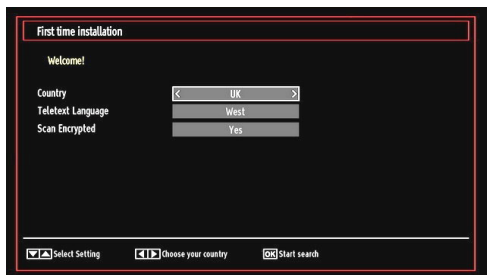 First time installation
Welcome!
Country < UK >
Teletext Language West
Scan Encrypted Yes
Select Setting Choose your country OK Start search